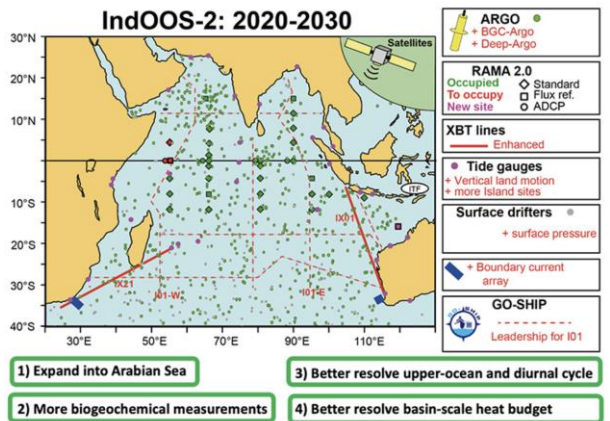 IndOOS-2: 2020-2030
30°N
20°N
10°N
0°
10°S
20°S
30°S
40°S
30°E
50°E
70°E
90°E
110°E
Satellites
ITF
IX01
IX21
I01-W
I01-E
ARGO
+ BGC-Argo
+ Deep-Argo
RAMA 2.0
Occupied
Standard
To occupy
Flux ref.
New site
ADCP
XBT lines
Enhanced
Tide gauges
+ Vertical land motion
+ more Island sites
Surface drifters
+ surface pressure
+ Boundary current
array
GO-SHIP
GO-SHIP
Leadership for I01
1) Expand into Arabian Sea
3) Better resolve upper-ocean and diurnal cycle
2) More biogeochemical measurements
4) Better resolve basin-scale heat budget